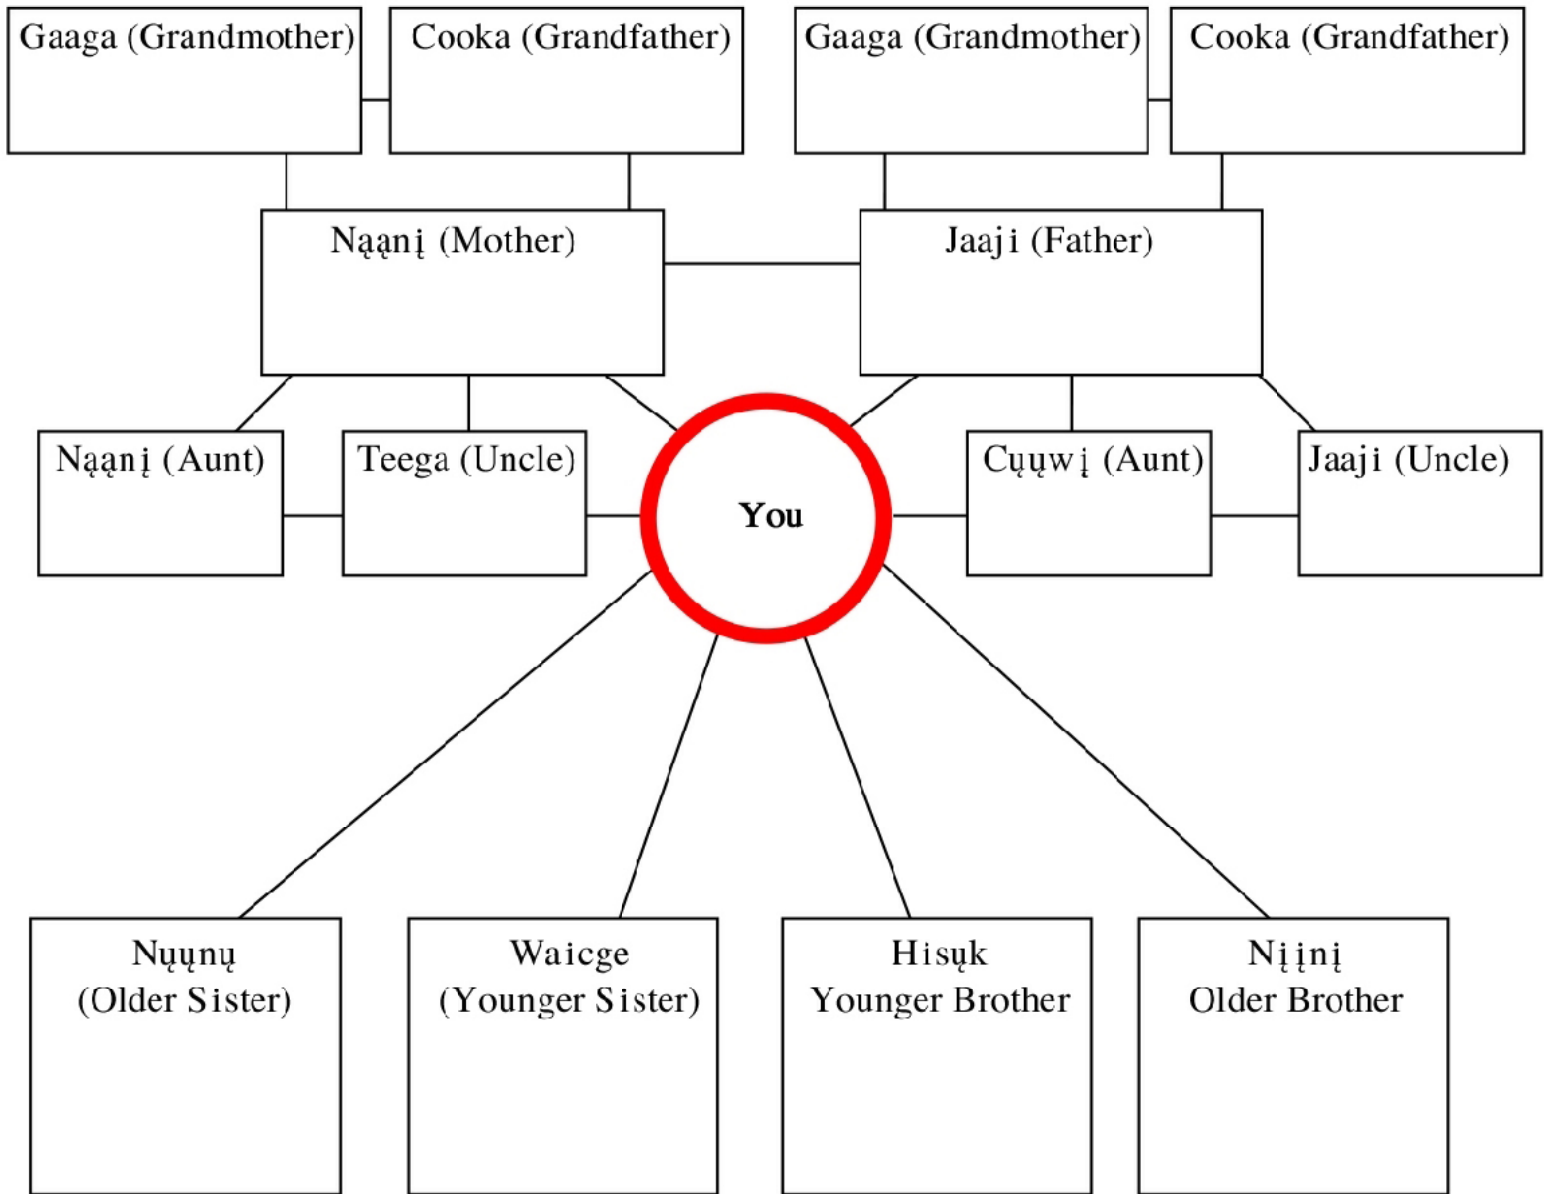 Gaaga (Grandmother)
Cooka (Grandfather)
Gaaga (Grandmother)
Cooka (Grandfather)
Nąąnį (Mother)
Jaaji (Father)
Nąąnį (Aunt)
Teega (Uncle)
You
Cųųwį (Aunt)
Jaaji (Uncle)
Nųųnų
(Older Sister)
Waicge
(Younger Sister)
Hisųk
Younger Brother
Nįįnį
Older Brother